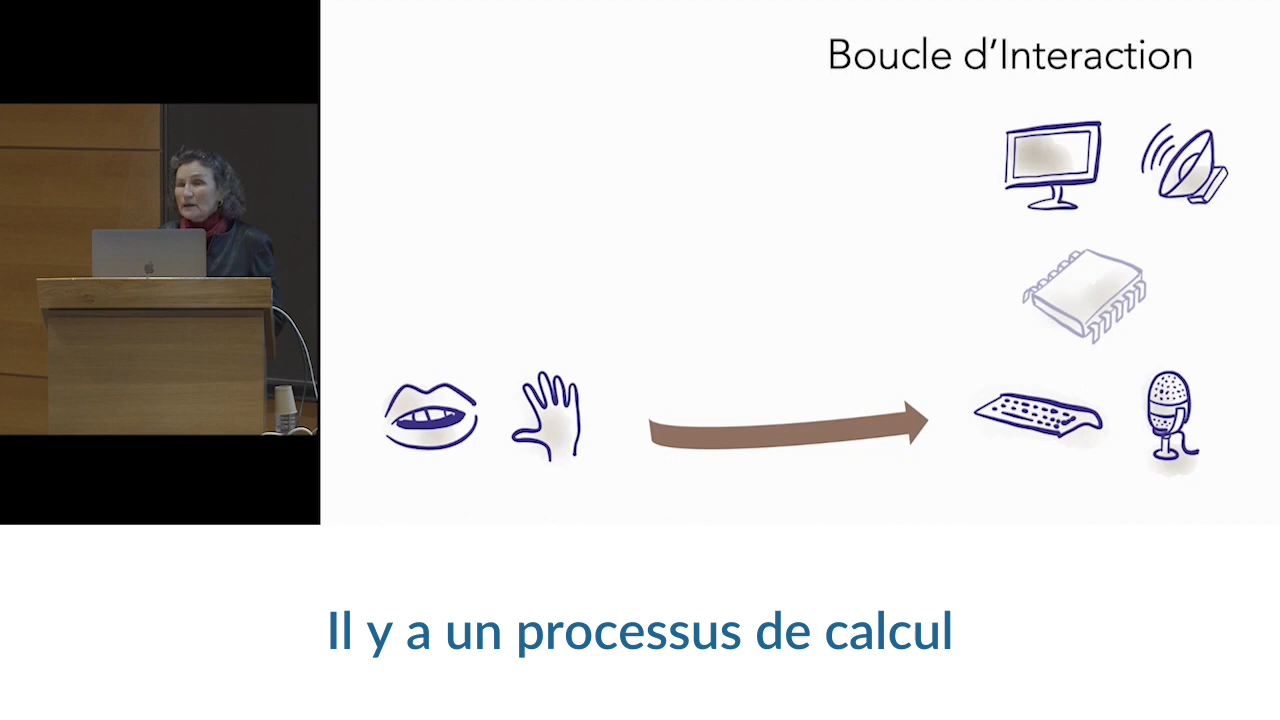 Boucle d’Interaction
Il y a un processus de calcul